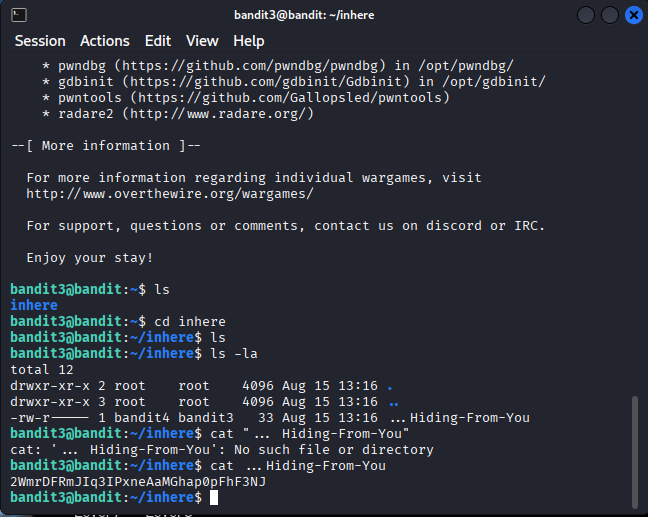 bandit3@bandit: ~/inhere
Session Actions Edit View Help
* pwndbg (https://github.com/pwndbg/pwndbg) in /opt/pwndbg/
* gdbinit (https://github.com/gdbinit/Gdbinit) in /opt/gdbinit/
* pwntools (https://github.com/Gallopsled/pwntools)
* radare2 (http://www.radare.org/)
--[ More information ]--
For more information regarding individual wargames, visit
http://www.overthewire.org/wargames/
For support, questions or comments, contact us on discord or IRC.
Enjoy your stay!
bandit3@bandit:~$ ls
inhere
bandit3@bandit:~$ cd inhere
bandit3@bandit:~/inhere$ ls
bandit3@bandit:~/inhere$ ls -la
total 12
drwxr-xr-x 2 root root 4096 Aug 15 13:16 .
drwxr-xr-x 3 root root 4096 Aug 15 13:16 ..
-rw-r----- 1 bandit4 bandit3 33 Aug 15 13:16 ...Hiding-From-You
bandit3@bandit:~/inhere$ cat "... Hiding-From-You"
cat: '... Hiding-From-You': No such file or directory
bandit3@bandit:~/inhere$ cat ...Hiding-From-You
2WmrDFRmJIq3IPxneAaMGhap0pFhF3NJ
bandit3@bandit:~/inhere$